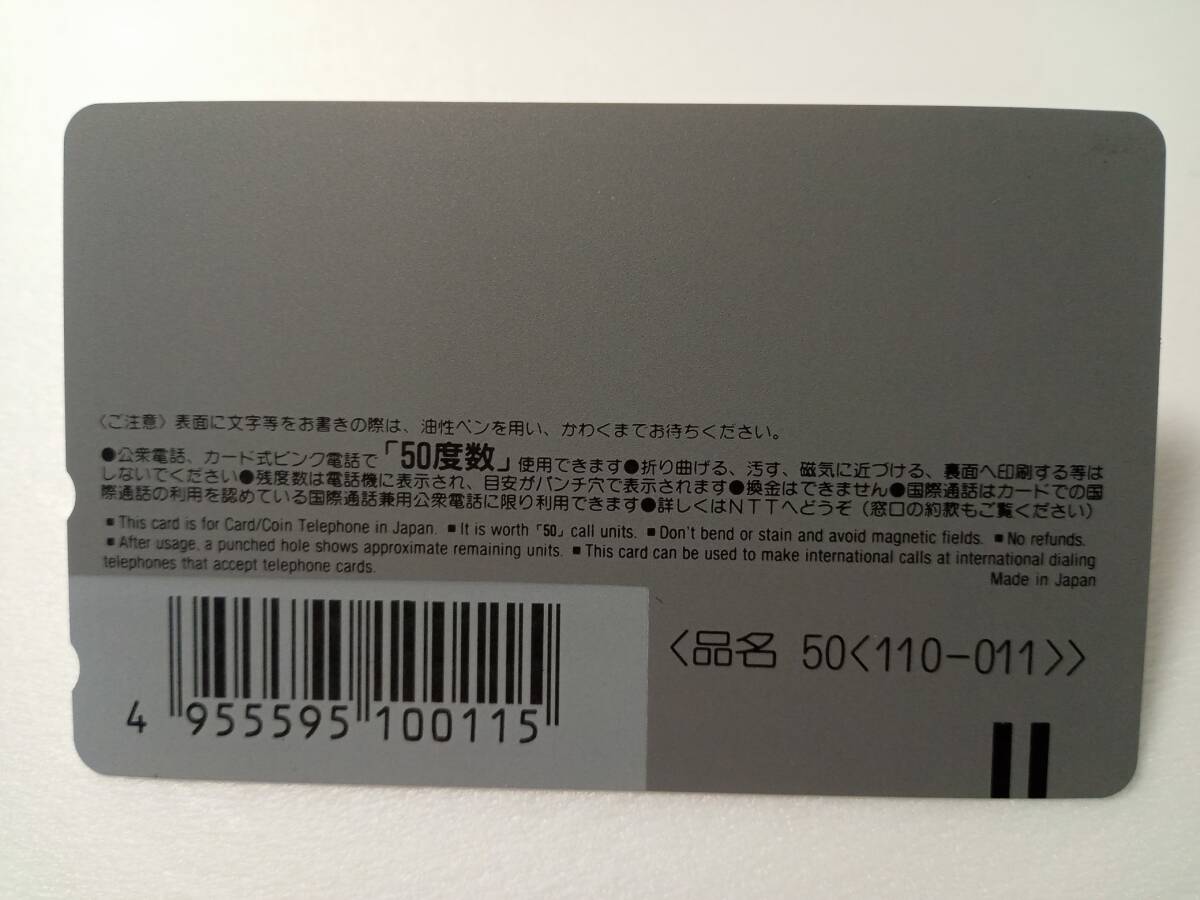 〈ご注意〉表面に文字等をお書きの際は、油性ペンを用い、かわくまでお待ちください。
●公衆電話、カード式ピンク電話で「50度数」使用できます●折り曲げる、汚す、磁気に近づける、裏面へ印刷する等は
しないでください●残度数は電話機に表示され、目安がパンチ穴で表示されます●換金はできません●国際通話はカードでの国
際通話の利用を認めている国際通話兼用公衆電話に限り利用できます●詳しくはNTTへどうぞ（窓口の約款もご覧ください）
■ This card is for Card/Coin Telephone in Japan. ■ It is worth「50」call units. ■ Don't bend or stain and avoid magnetic fields. ■ No refunds.
■ After usage, a punched hole shows approximate remaining units. ■ This card can be used to make international calls at international dialing
telephones that accept telephone cards.
Made in Japan
〈品名 50〈110-011〉〉
4 955595 100115